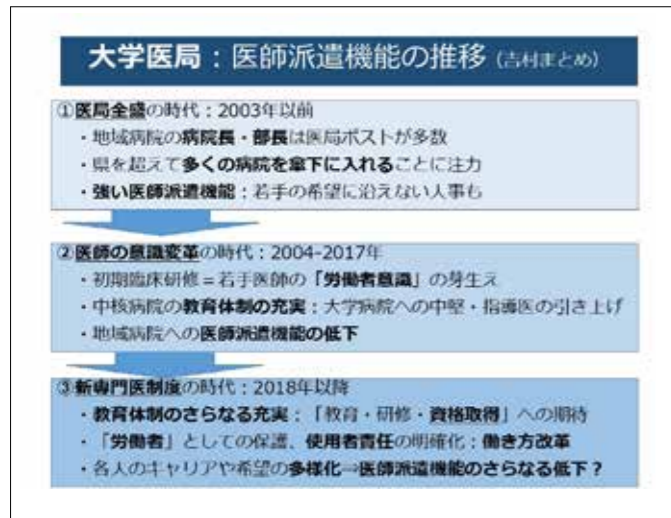 大学医局：医師派遣機能の推移 (吉村まとめ)
①医局全盛の時代：2003年以前
・地域病院の病院長・部長は医局ポストが多数
・県を超えて多くの病院を傘下に入れることに注力
・強い医師派遣機能：若手の希望に沿えない人事も
②医師の意識変革の時代：2004-2017年
・初期臨床研修＝若手医師の「労働者意識」の芽生え
・中核病院の教育体制の充実：大学病院への中堅・指導医の引き上げ
・地域病院への医師派遣機能の低下
③新専門医制度の時代：2018年以降
・教育体制のさらなる充実：「教育・研修・資格取得」への期待
・「労働者」としての保護、使用者責任の明確化：働き方改革
・各人のキャリアや希望の多様化⇒医師派遣機能のさらなる低下？